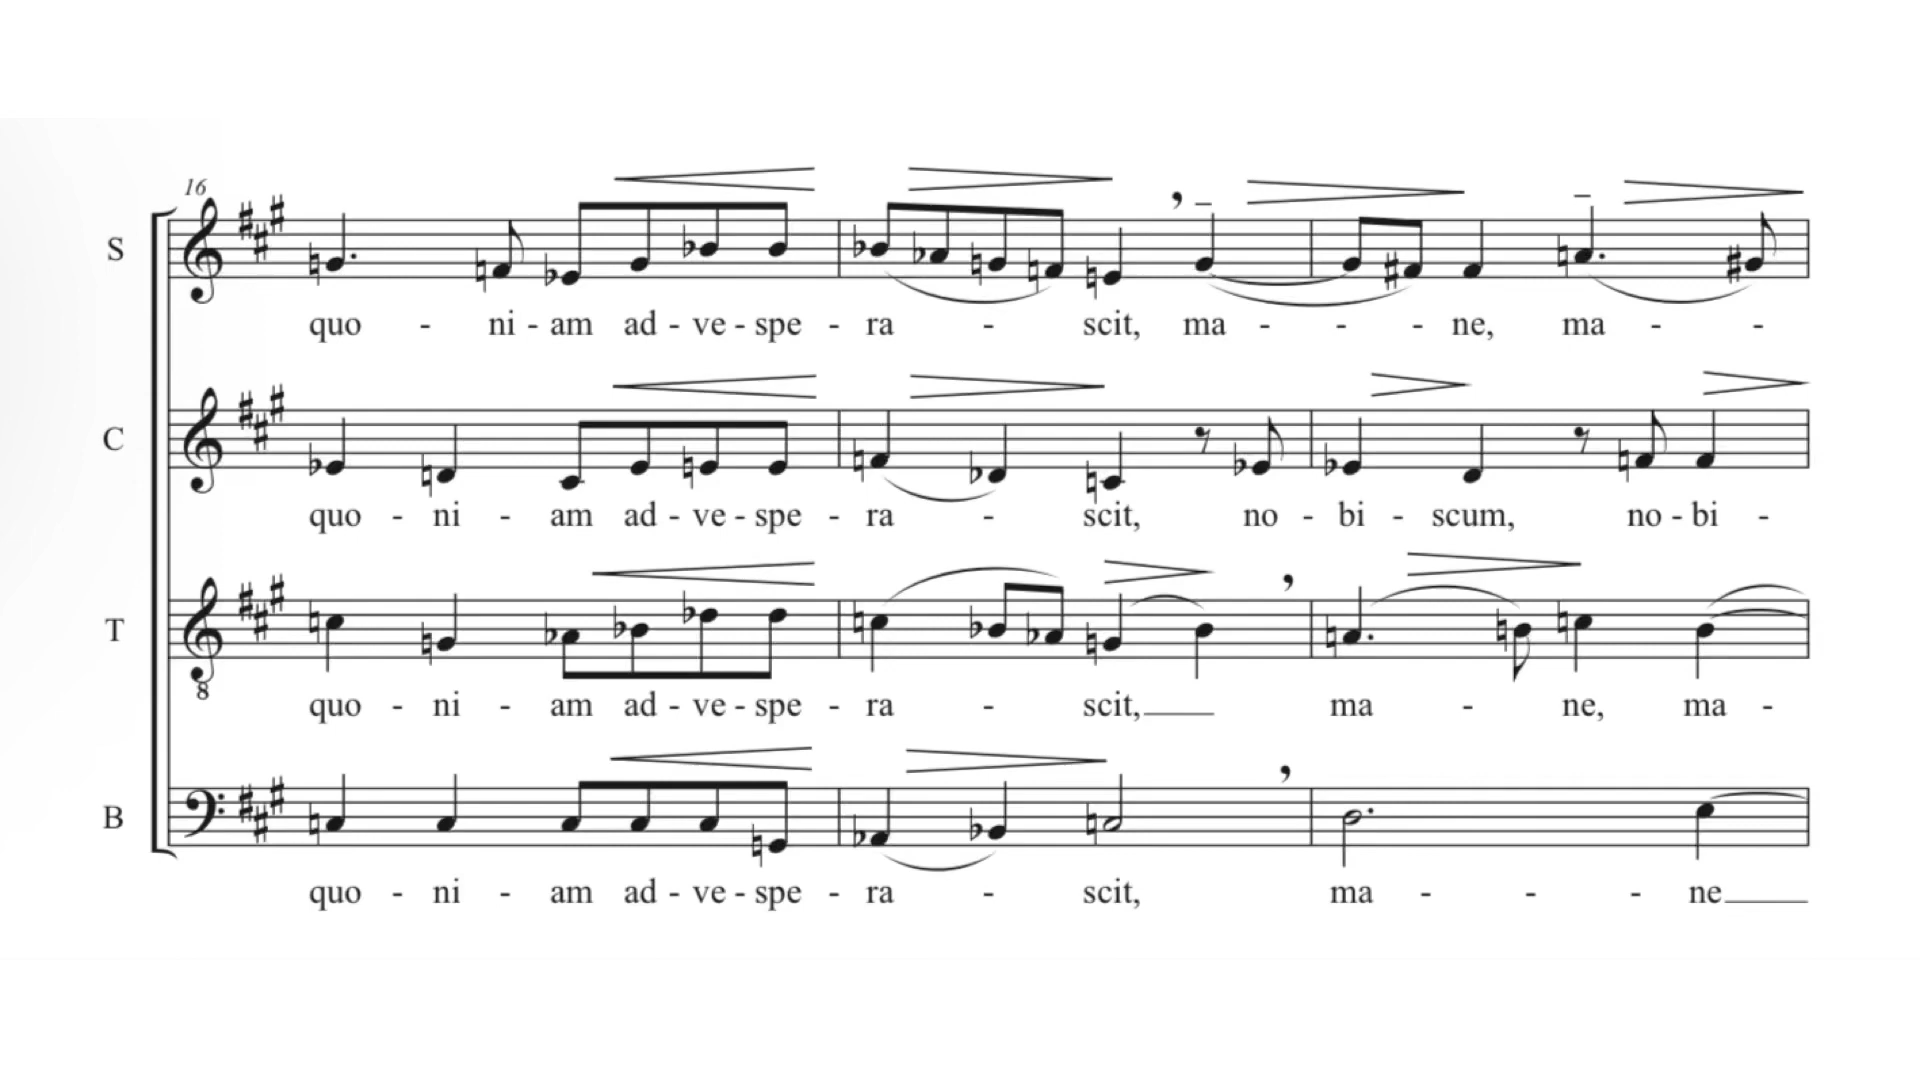 16
S
quo - ni - am ad - ve - spe - ra - scit, ma - - - ne, ma - -
C
quo - ni - am ad - ve - spe - ra - scit, no - bi - scum, no - bi -
T
8
quo - ni - am ad - ve - spe - ra - scit, ma - ne, ma -
B
quo - ni - am ad - ve - spe - ra - scit, ma - - - ne